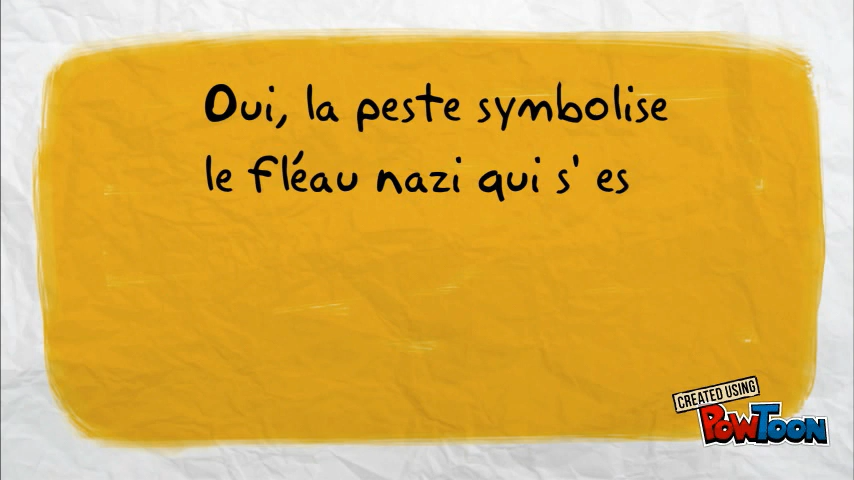 Oui, la peste symbolise
le fléau nazi qui s' es
CREATED USING
POWTOON